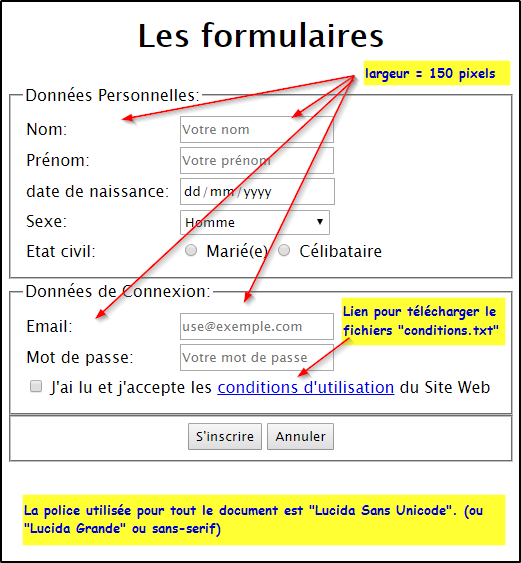 Les formulaires
largeur = 150 pixels
Données Personnelles:
Nom: Votre nom
Prénom: Votre prénom
date de naissance: dd/mm/yyyy
Sexe: Homme
Etat civil: Marié(e) Célibataire
Données de Connexion:
Lien pour télécharger le
fichiers "conditions.txt"
Email: use@exemple.com
Mot de passe: Votre mot de passe
J'ai lu et j'accepte les conditions d'utilisation du Site Web
S'inscrire Annuler
La police utilisée pour tout le document est "Lucida Sans Unicode". (ou
"Lucida Grande" ou sans-serif)